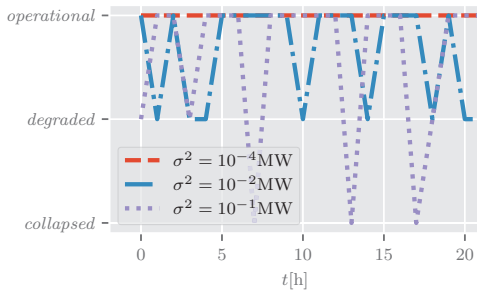 operational
degraded
collapsed
σ² = 10⁻⁴MW
σ² = 10⁻²MW
σ² = 10⁻¹MW
0 5 10 15 20
t[h]